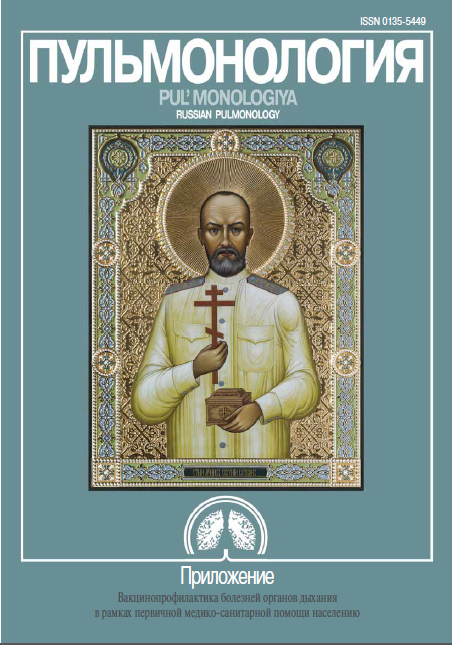 ISSN 0135-5449
ПУЛЬМОНОЛОГИЯ
PUL’MONOLOGIYA
RUSSIAN PULMONOLOGY
Приложение
Вакцинопрофилактика болезней органов дыхания
в рамках первичной медико-санитарной помощи населению